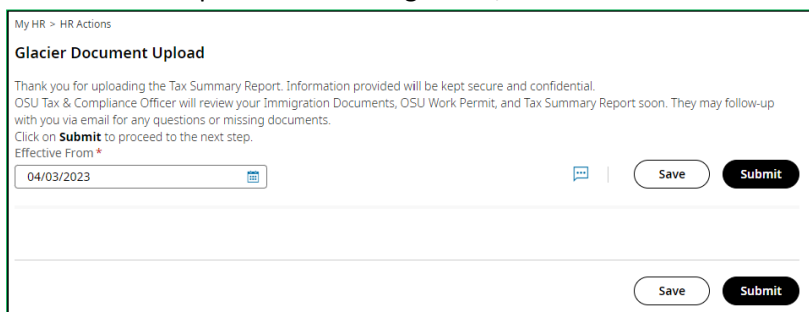 My HR > HR Actions
Glacier Document Upload
Thank you for uploading the Tax Summary Report. Information provided will be kept secure and confidential.
OSU Tax & Compliance Officer will review your Immigration Documents, OSU Work Permit, and Tax Summary Report soon. They may follow-up
with you via email for any questions or missing documents.
Click on Submit to proceed to the next step.
Effective From *
04/03/2023
Save Submit
Save Submit